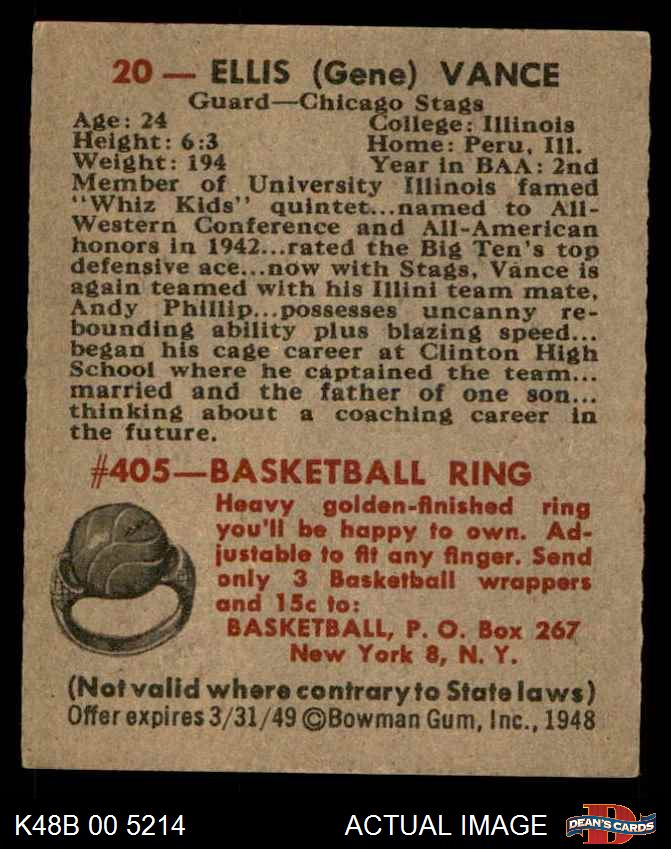 20 — ELLIS (Gene) VANCE
Guard—Chicago Stags
Age: 24 College: Illinois
Height: 6:3 Home: Peru, Ill.
Weight: 194 Year in BAA: 2nd
Member of University Illinois famed
"Whiz Kids" quintet...named to All-
Western Conference and All-American
honors in 1942...rated the Big Ten's top
defensive ace...now with Stags, Vance is
again teamed with his Illini team mate,
Andy Phillip...possesses uncanny re-
bounding ability plus blazing speed...
began his cage career at Clinton High
School where he captained the team...
married and the father of one son...
thinking about a coaching career in
the future.
#405—BASKETBALL RING
Heavy golden-finished ring
you'll be happy to own. Ad-
justable to fit any finger. Send
only 3 Basketball wrappers
and 15c to:
BASKETBALL, P. O. Box 267
New York 8, N. Y.
(Not valid where contrary to State laws)
Offer expires 3/31/49 ©Bowman Gum, Inc., 1948
K48B 00 5214 ACTUAL IMAGE D DEAN'S CARDS